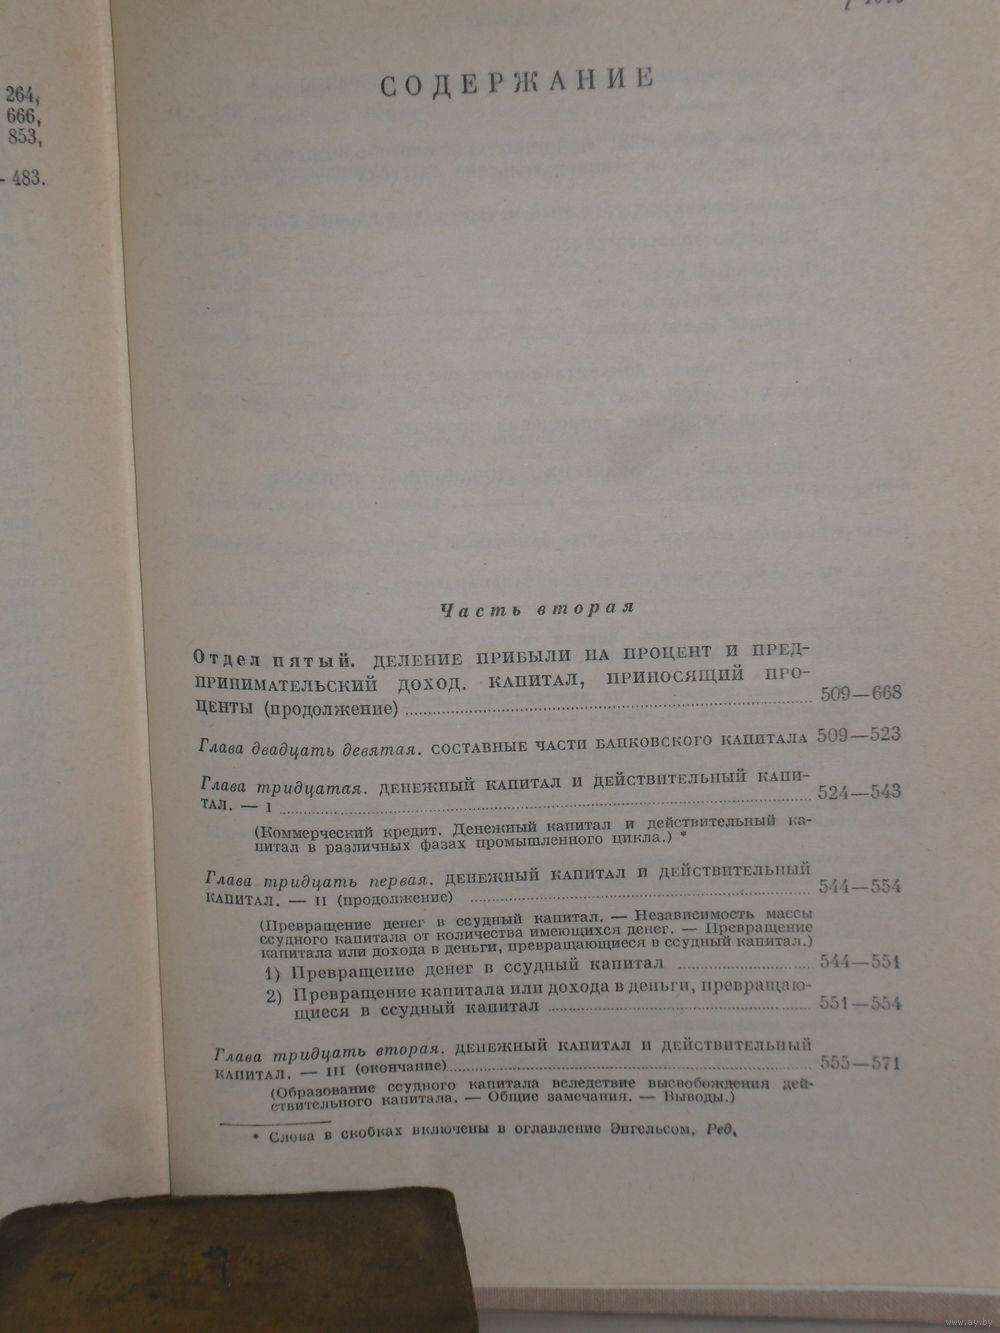 264,
666,
853,
- 483.
СОДЕРЖАНИЕ
Часть вторая
Отдел пятый. ДЕЛЕНИЕ ПРИБЫЛИ НА ПРОЦЕНТ И ПРЕД-
ПРИНИМАТЕЛЬСКИЙ ДОХОД. КАПИТАЛ, ПРИНОСЯЩИЙ ПРО-
ЦЕНТЫ (продолжение) 509—668
Глава двадцать девятая. СОСТАВНЫЕ ЧАСТИ БАНКОВСКОГО КАПИТАЛА 509—523
Глава тридцатая. ДЕНЕЖНЫЙ КАПИТАЛ И ДЕЙСТВИТЕЛЬНЫЙ КАПИ-
ТАЛ. — I 524—543
(Коммерческий кредит. Денежный капитал и действительный ка-
питал в различных фазах промышленного цикла.) *
Глава тридцать первая. ДЕНЕЖНЫЙ КАПИТАЛ И ДЕЙСТВИТЕЛЬНЫЙ
КАПИТАЛ. — II (продолжение) 544—554
(Превращение денег в ссудный капитал. — Независимость массы
ссудного капитала от количества имеющихся денег. — Превращение
капитала или дохода в деньги, превращающиеся в ссудный капитал.)
1) Превращение денег в ссудный капитал 544—551
2) Превращение капитала или дохода в деньги, превращаю-
щиеся в ссудный капитал 551—554
Глава тридцать вторая. ДЕНЕЖНЫЙ КАПИТАЛ И ДЕЙСТВИТЕЛЬНЫЙ
КАПИТАЛ. — III (окончание) 555—571
(Образование ссудного капитала вследствие высвобождения дей-
ствительного капитала. — Общие замечания. — Выводы.)
* Слова в скобках включены в оглавление Энгельсом. Ред.
www.ay.by